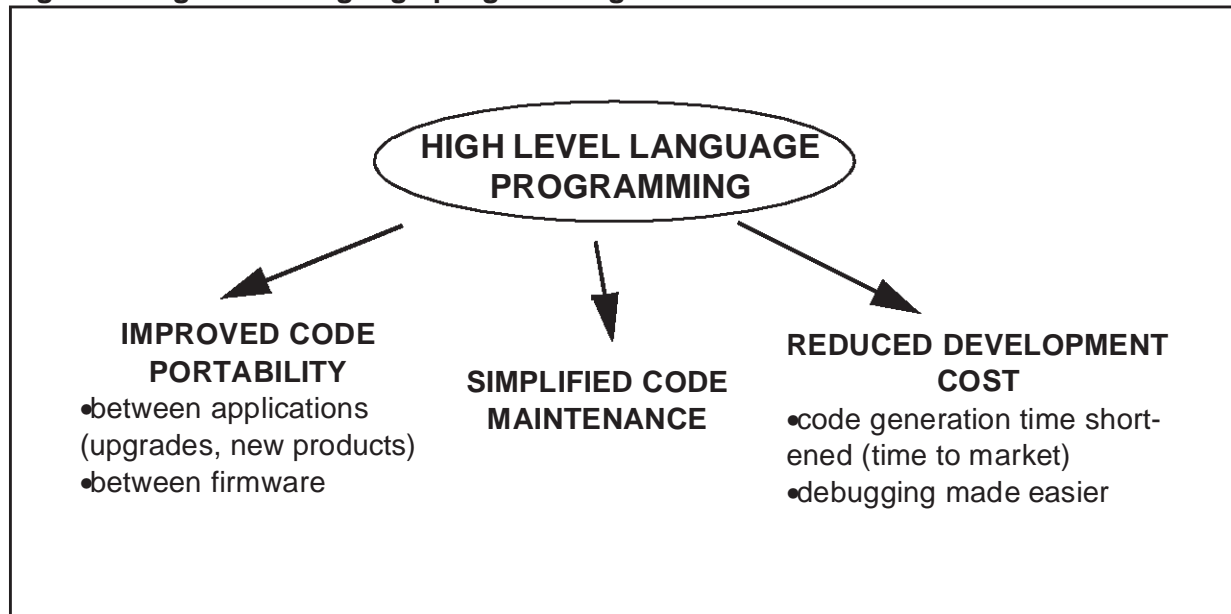 HIGH LEVEL LANGUAGE
PROGRAMMING
IMPROVED CODE
PORTABILITY
•between applications
(upgrades, new products)
•between firmware
SIMPLIFIED CODE
MAINTENANCE
REDUCED DEVELOPMENT
COST
•code generation time short-
ened (time to market)
•debugging made easier